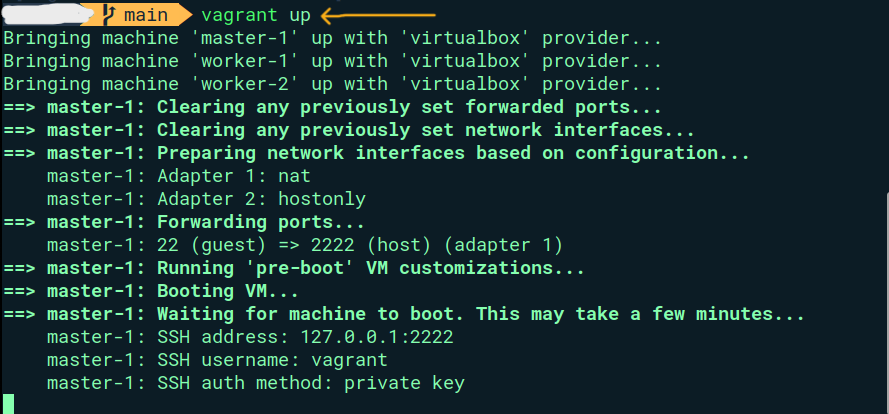 main vagrant up
Bringing machine 'master-1' up with 'virtualbox' provider...
Bringing machine 'worker-1' up with 'virtualbox' provider...
Bringing machine 'worker-2' up with 'virtualbox' provider...
==> master-1: Clearing any previously set forwarded ports...
==> master-1: Clearing any previously set network interfaces...
==> master-1: Preparing network interfaces based on configuration...
    master-1: Adapter 1: nat
    master-1: Adapter 2: hostonly
==> master-1: Forwarding ports...
    master-1: 22 (guest) => 2222 (host) (adapter 1)
==> master-1: Running 'pre-boot' VM customizations...
==> master-1: Booting VM...
==> master-1: Waiting for machine to boot. This may take a few minutes...
    master-1: SSH address: 127.0.0.1:2222
    master-1: SSH username: vagrant
    master-1: SSH auth method: private key